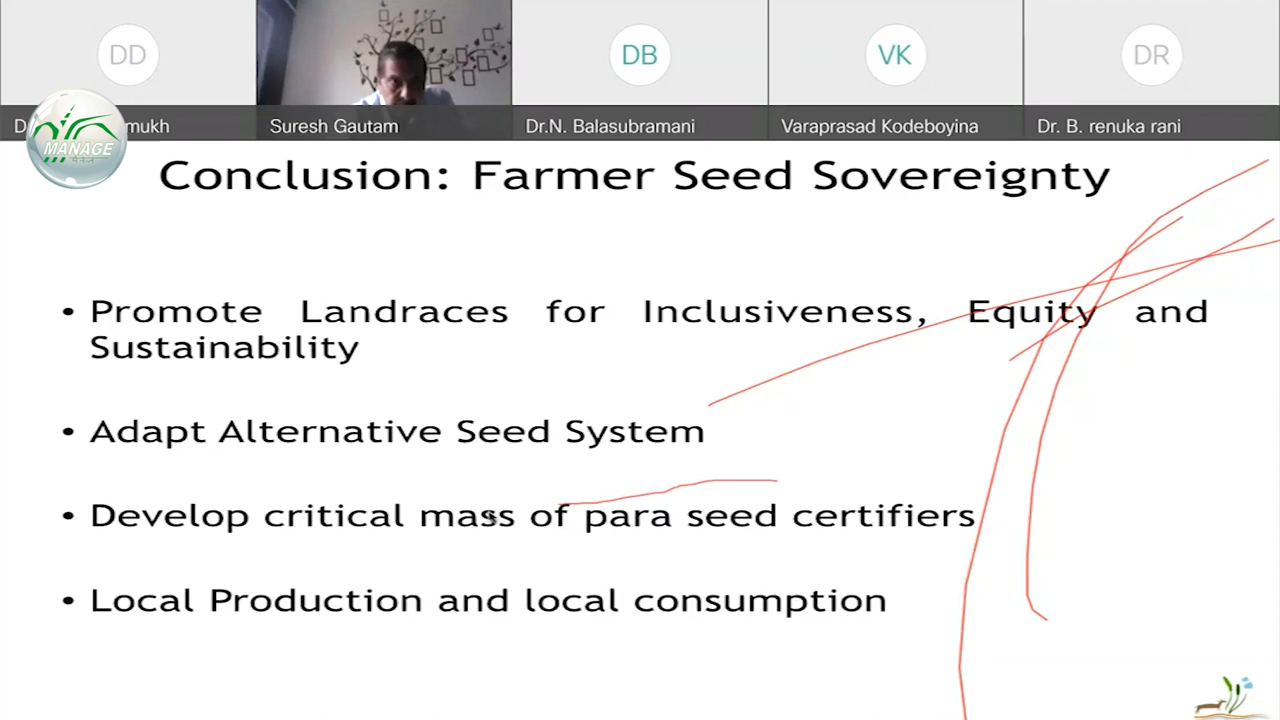 DD
DB
VK
DR
mukh
Suresh Gautam
Dr.N. Balasubramani
Varaprasad Kodeboyina
Dr. B. renuka rani
MANAGE
Conclusion: Farmer Seed Sovereignty
• Promote Landraces for Inclusiveness, Equity and
Sustainability
• Adapt Alternative Seed System
• Develop critical mass of para seed certifiers
• Local Production and local consumption